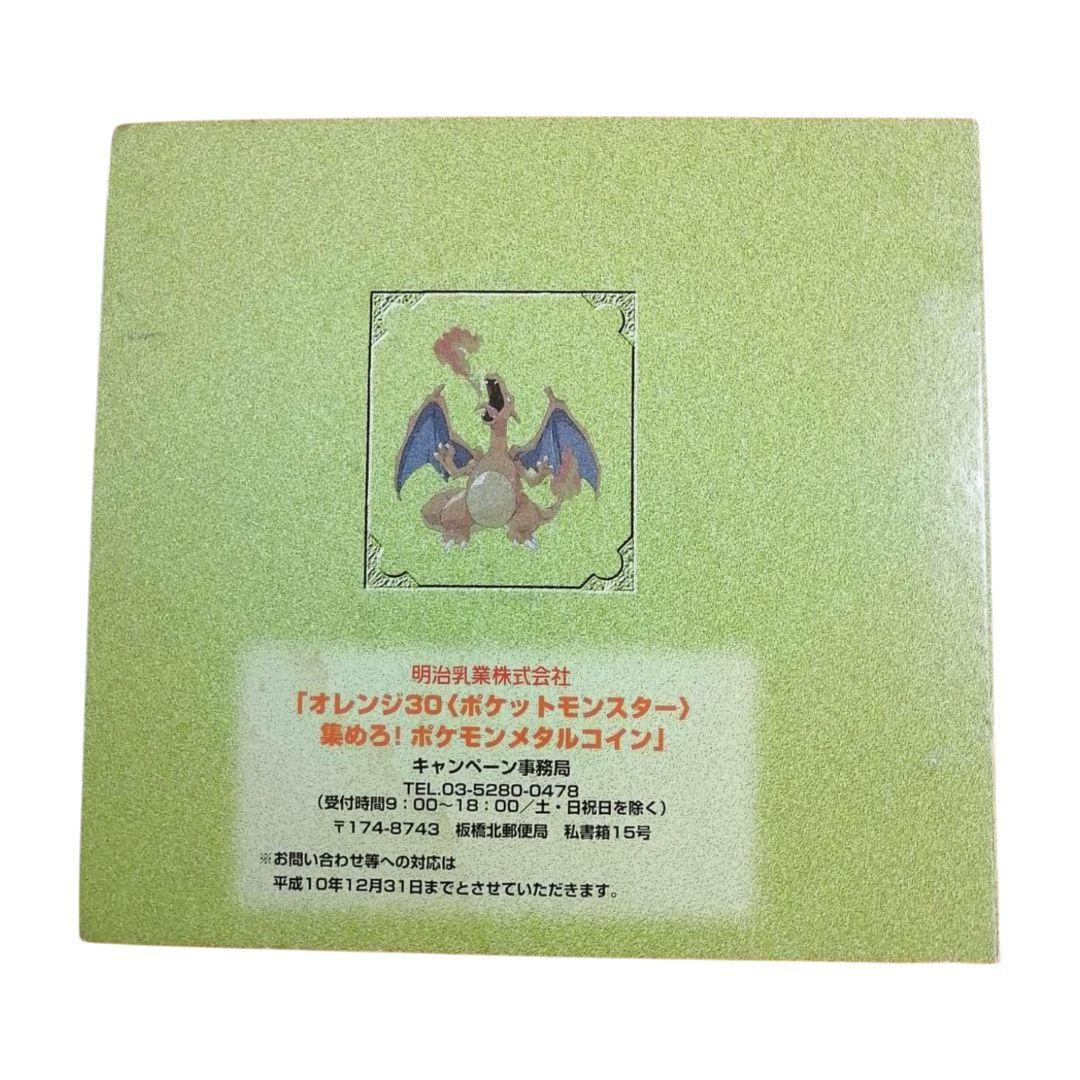 明治乳業株式会社
「オレンジ30〈ポケットモンスター〉
集めろ！ポケモンメタルコイン」
キャンペーン事務局
TEL.03-5280-0478
（受付時間9：00〜18：00／土・日祝日を除く）
〒174-8743 板橋北郵便局 私書箱15号
※お問い合わせ等への対応は
平成10年12月31日までとさせていただきます。